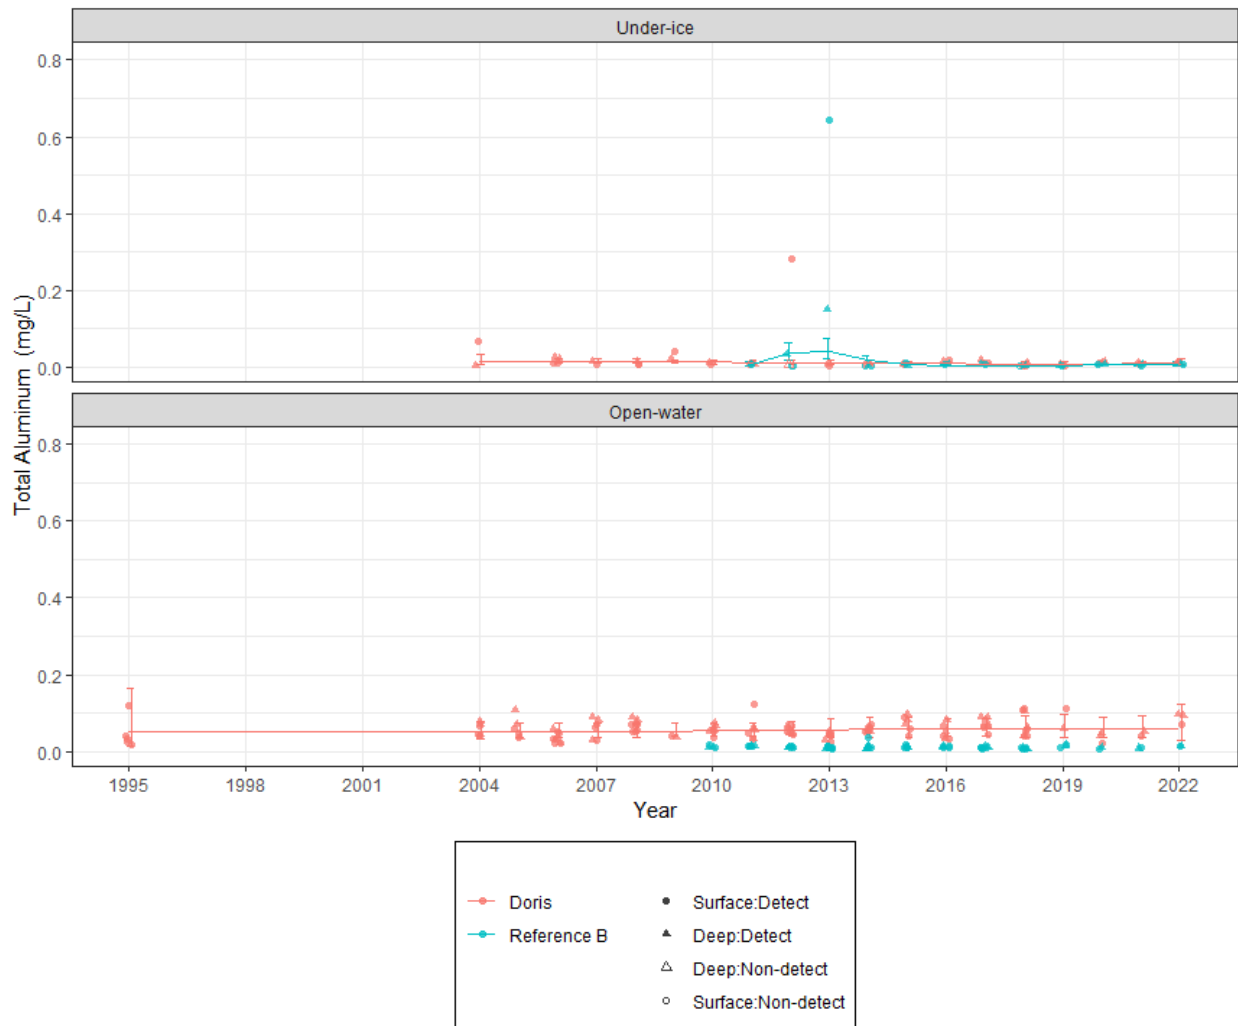 Under-ice
0.8
0.6
0.4
0.2
0.0
Total Aluminum (mg/L)
Open-water
0.8
0.6
0.4
0.2
0.0
1995 1998 2001 2004 2007 2010 2013 2016 2019 2022
Year
Doris
Reference B
Surface:Detect
Deep:Detect
Deep:Non-detect
Surface:Non-detect